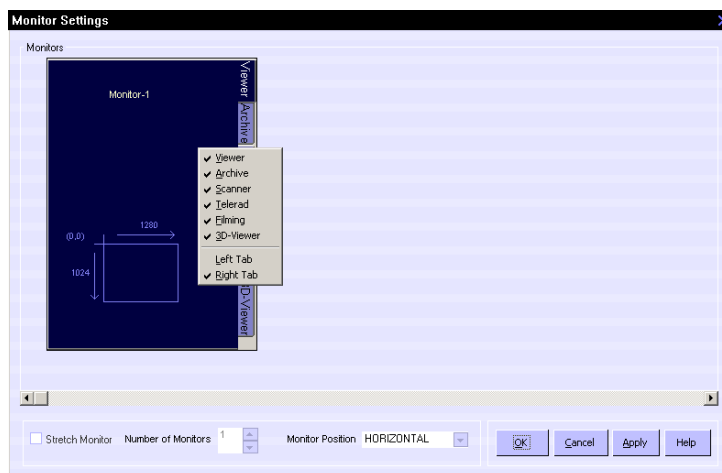 Monitor Settings
Monitors
Monitor-1
Viewer
Archive
Viewer
Archive
Scanner
Telerad
Filming
3D-Viewer
Left Tab
Right Tab
(0,0)
1280
1024
3D-Viewer
Stretch Monitor
Number of Monitors
1
Monitor Position
HORIZONTAL
OK
Cancel
Apply
Help